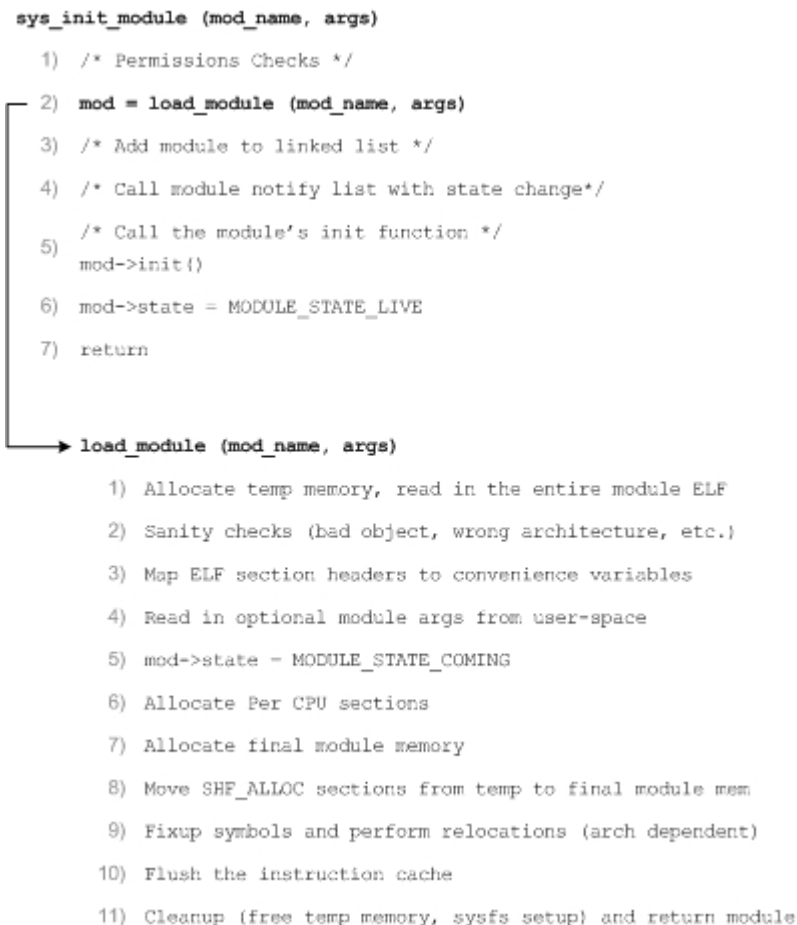 sys_init_module (mod_name, args)
1) /* Permissions Checks */
2) mod = load_module (mod_name, args)
3) /* Add module to linked list */
4) /* Call module notify list with state change*/
5) /* Call the module's init function */
mod->init()
6) mod->state = MODULE_STATE_LIVE
7) return
load_module (mod_name, args)
1) Allocate temp memory, read in the entire module ELF
2) Sanity checks (bad object, wrong architecture, etc.)
3) Map ELF section headers to convenience variables
4) Read in optional module args from user-space
5) mod->state = MODULE_STATE_COMING
6) Allocate Per CPU sections
7) Allocate final module memory
8) Move SHF_ALLOC sections from temp to final module mem
9) Fixup symbols and perform relocations (arch dependent)
10) Flush the instruction cache
11) Cleanup (free temp memory, sysfs setup) and return module